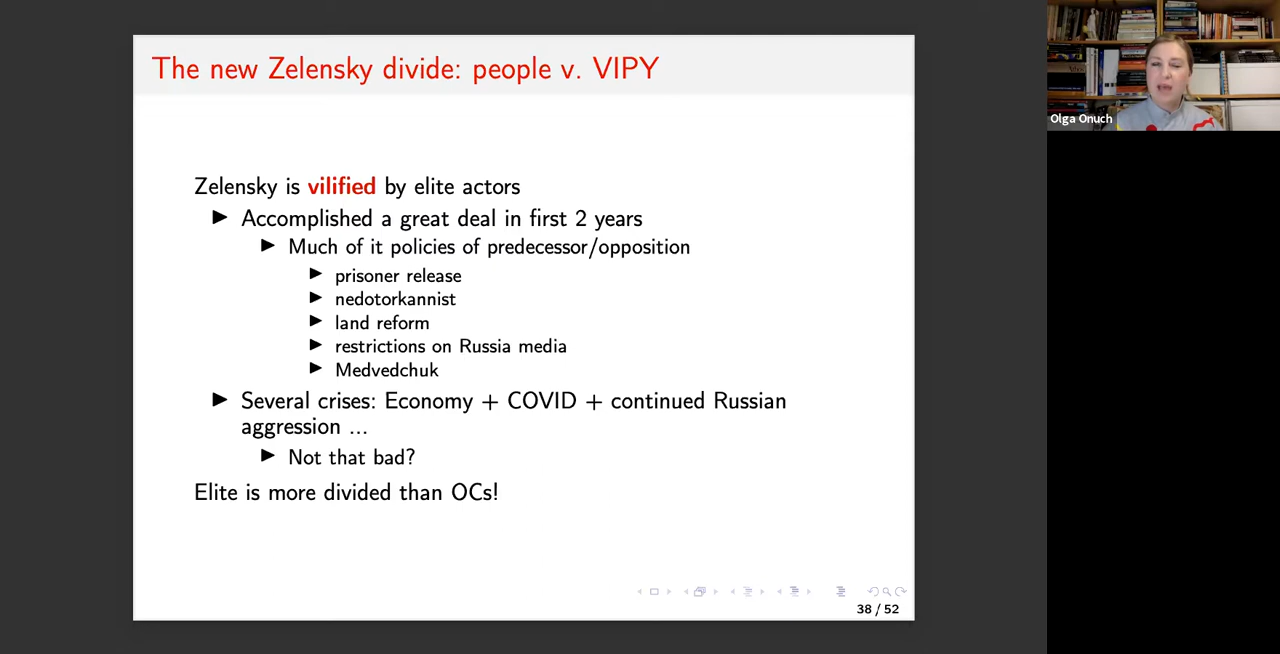 The new Zelensky divide: people v. VIPY
Olga Onuch
Zelensky is vilified by elite actors
Accomplished a great deal in first 2 years
Much of it policies of predecessor/opposition
prisoner release
nedotorkannist
land reform
restrictions on Russia media
Medvedchuk
Several crises: Economy + COVID + continued Russian
aggression ...
Not that bad?
Elite is more divided than OCs!
38 / 52